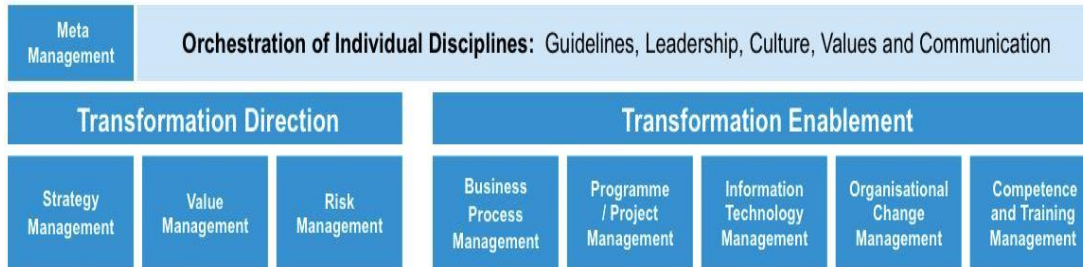 Meta
Management
Orchestration of Individual Disciplines: Guidelines, Leadership, Culture, Values and Communication
Transformation Direction
Transformation Enablement
Strategy
Management
Value
Management
Risk
Management
Business
Process
Management
Programme
/ Project
Management
Information
Technology
Management
Organisational
Change
Management
Competence
and Training
Management